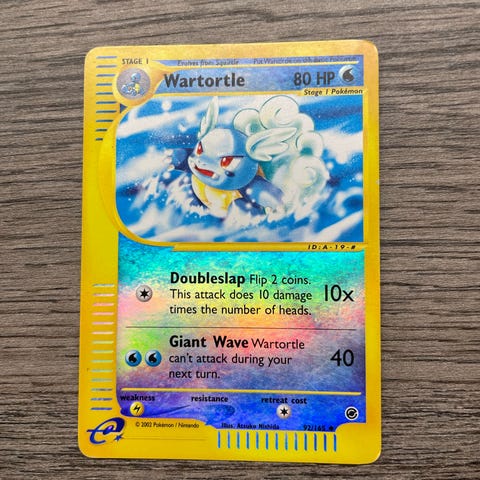 STAGE 1 Evolves from Squirtle Put Wartortle on the Basic Pokémon
Wartortle 80 HP
Stage 1 Pokémon
ID:A-19-#
Doubleslap Flip 2 coins.
This attack does 10 damage 10x
times the number of heads.
Giant Wave Wartortle
can't attack during your 40
next turn.
weakness resistance retreat cost
e
© 2002 Pokémon / Nintendo Illus. Atsuko Nishida 92/165